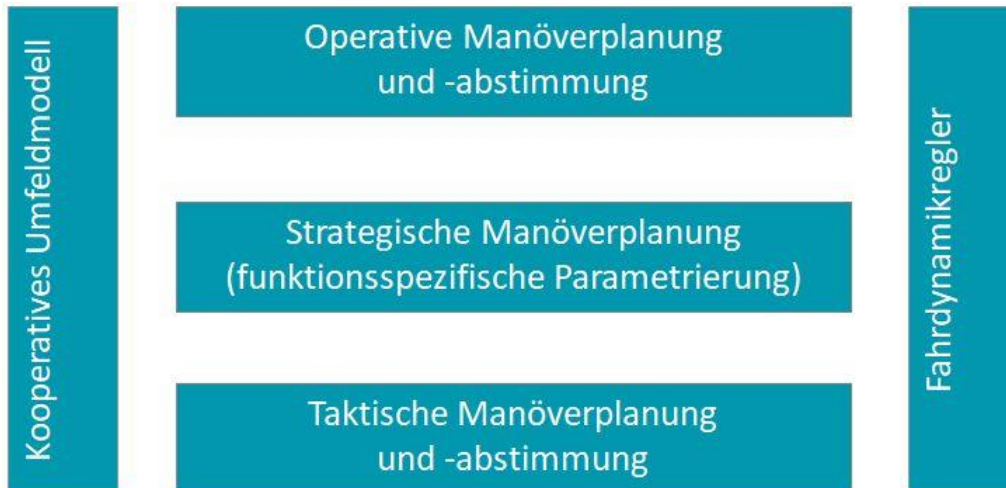 Kooperatives Umfeldmodell
Operative Manöverplanung
und -abstimmung
Strategische Manöverplanung
(funktionsspezifische Parametrierung)
Taktische Manöverplanung
und -abstimmung
Fahrdynamikregler